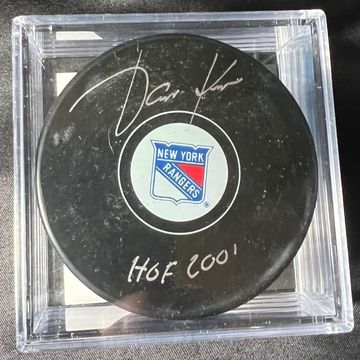 NEW YORK
RANGERS
®
HOF 2001